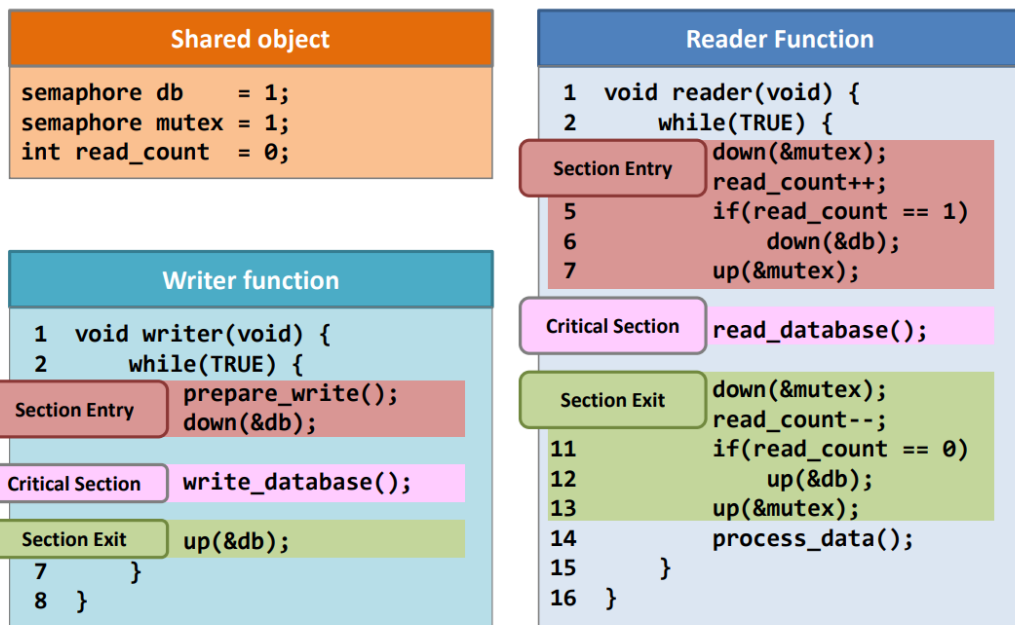 Shared object
semaphore db    = 1;
semaphore mutex = 1;
int read_count  = 0;
Writer function
1  void writer(void) {
2      while(TRUE) {
Section Entry
prepare_write();
down(&db);
Critical Section
write_database();
Section Exit
up(&db);
7      }
8  }
Reader Function
1  void reader(void) {
2      while(TRUE) {
Section Entry
down(&mutex);
read_count++;
5          if(read_count == 1)
6              down(&db);
7          up(&mutex);
Critical Section
read_database();
Section Exit
down(&mutex);
read_count--;
11         if(read_count == 0)
12             up(&db);
13         up(&mutex);
14         process_data();
15     }
16 }